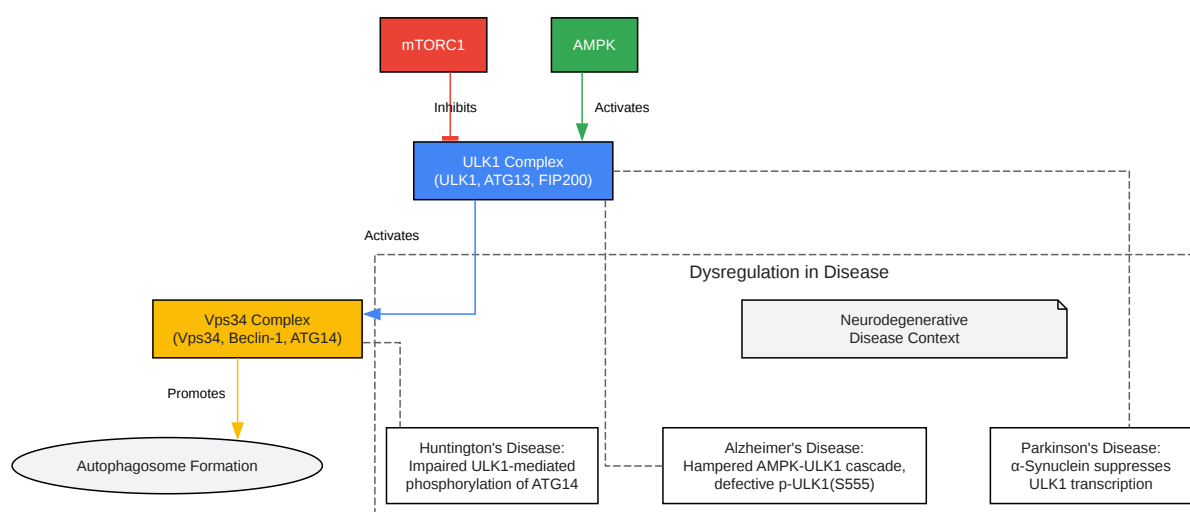 mTORC1
AMPK
Inhibits
Activates
ULK1 Complex
(ULK1, ATG13, FIP200)
Activates
Dysregulation in Disease
Vps34 Complex
(Vps34, Beclin-1, ATG14)
Neurodegenerative
Disease Context
Promotes
Autophagosome Formation
Huntington's Disease:
Impaired ULK1-mediated
phosphorylation of ATG14
Alzheimer's Disease:
Hampered AMPK-ULK1 cascade,
defective p-ULK1(S555)
Parkinson's Disease:
α-Synuclein suppresses
ULK1 transcription